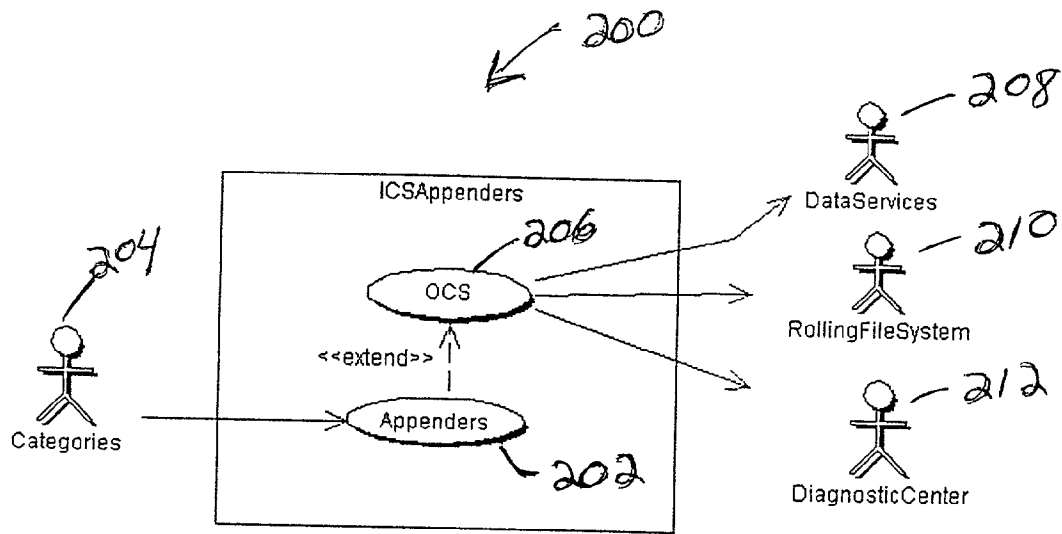 200
208
DataServices
ICSAppenders
206
210
204
OCS
RollingFileSystem
<<extend>>
212
Categories
Appenders
202
DiagnosticCenter